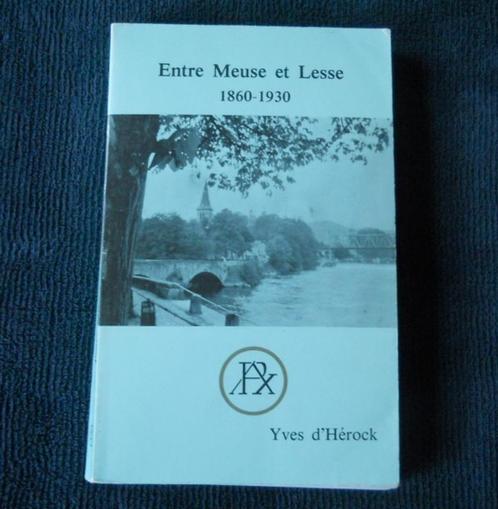 Entre Meuse et Lesse
1860-1930
Yves d'Hérock